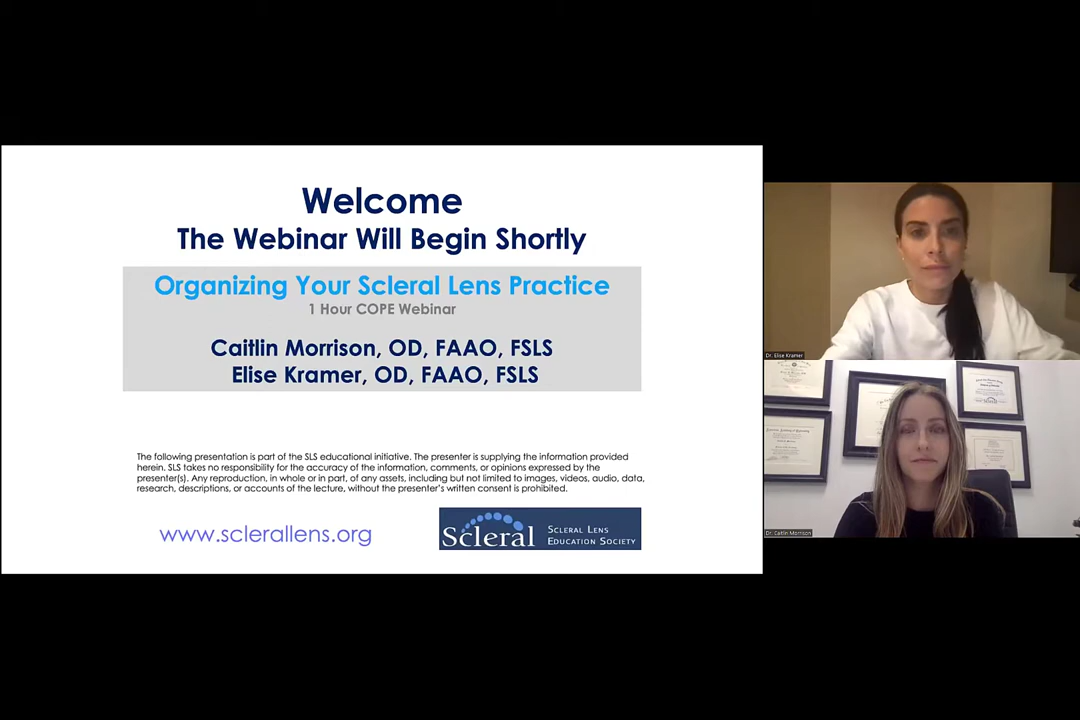 Welcome
The Webinar Will Begin Shortly
Organizing Your Scleral Lens Practice
1 Hour COPE Webinar
Caitlin Morrison, OD, FAAO, FSLS
Elise Kramer, OD, FAAO, FSLS
The following presentation is part of the SLS educational initiative. The presenter is supplying the information provided
herein. SLS takes no responsibility for the accuracy of the information, comments, or opinions expressed by the
presenter(s). Any reproduction, in whole or in part, of any assets, including but not limited to images, videos, audio, data,
research, descriptions, or accounts of the lecture, without the presenter's written consent is prohibited.
www.sclerallens.org
Scleral
SCLERAL LENS
EDUCATION SOCIETY
Dr. Elise Kramer
Dr. Caitlin Morrison